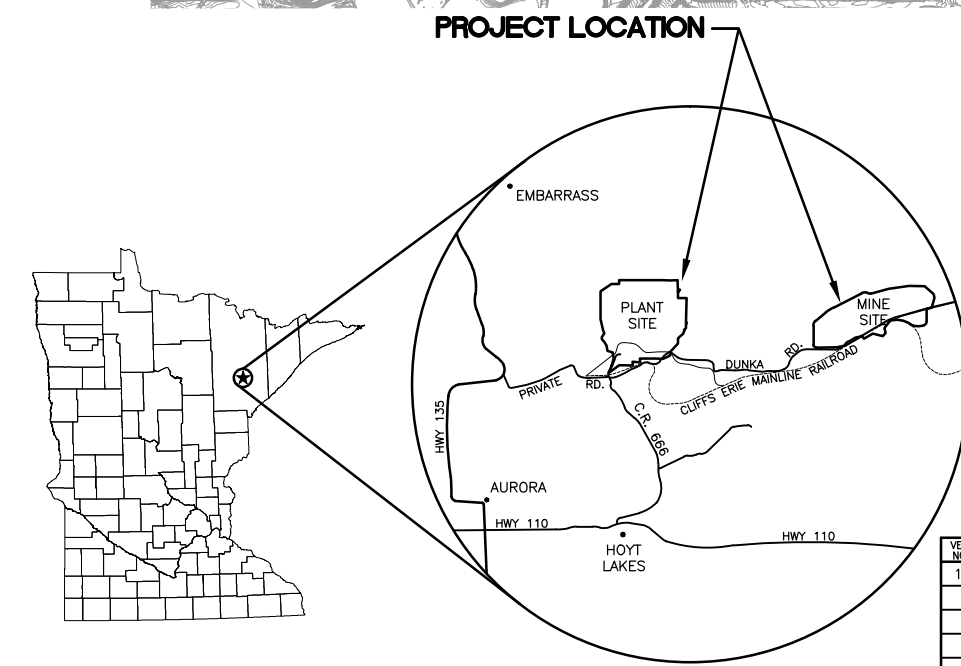 PROJECT LOCATION
EMBARRASS
PLANT
SITE
MINE
SITE
DUNKA
RD.
CLIFFS ERIE MAINLINE RAILROAD
PRIVATE
RD.
HWY 135
C.R. 666
AURORA
HWY 110
HWY 110
HOYT
LAKES
1